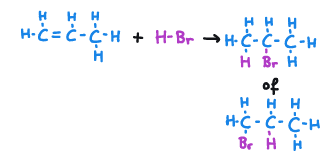 H H H
H-C=C-C-H + H-Br →
H
H H H
H-C-C-C-H
H Br H
of
H H H
H-C-C-C-H
Br H H